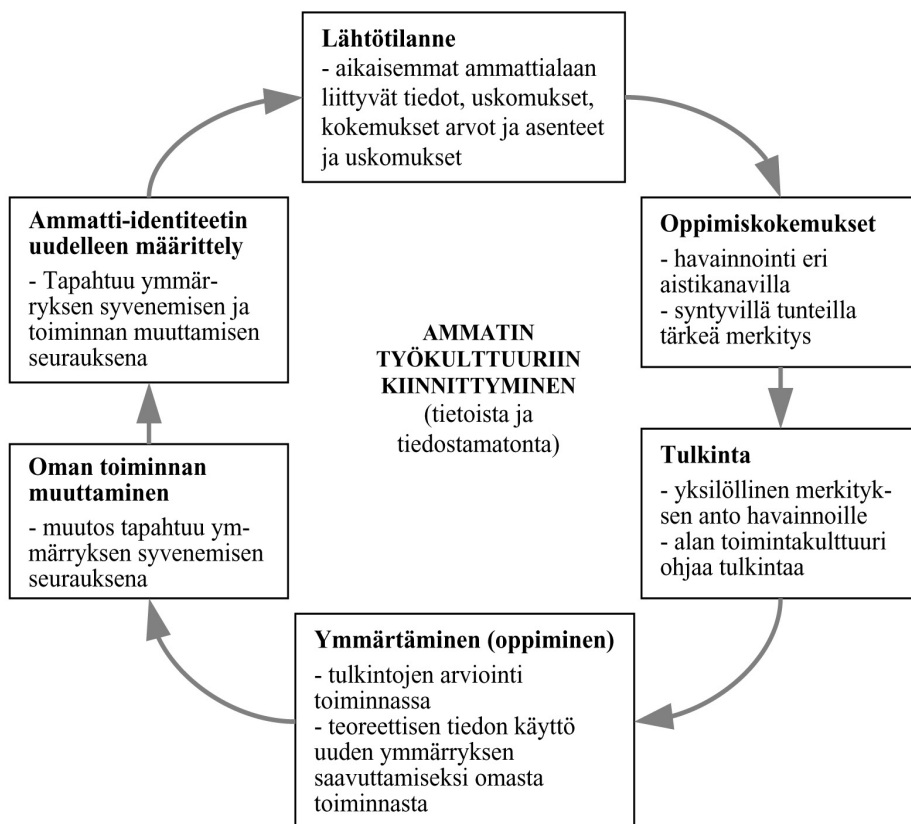 Lähtötilanne
- aikaisemmat ammattialaan
liittyvät tiedot, uskomukset,
kokemukset arvot ja asenteet
ja uskomukset
Oppimiskokemukset
- havainnointi eri
aistikanavilla
- syntyvillä tunteilla
tärkeä merkitys
Tulkinta
- yksilöllinen merkityk-
sen anto havainnoille
- alan toimintakulttuuri
ohjaa tulkintaa
Ymmärtäminen (oppiminen)
- tulkintojen arviointi
toiminnassa
- teoreettisen tiedon käyttö
uuden ymmärryksen
saavuttamiseksi omasta
toiminnasta
Oman toiminnan
muuttaminen
- muutos tapahtuu ym-
märryksen syvenemisen
seurauksena
Ammatti-identiteetin
uudelleen määrittely
- Tapahtuu ymmär-
ryksen syvenemisen ja
toiminnan muuttamisen
seurauksena
AMMATIN
TYÖKULTTUURIIN
KIINNITTYMINEN
(tietoista ja
tiedostamatonta)